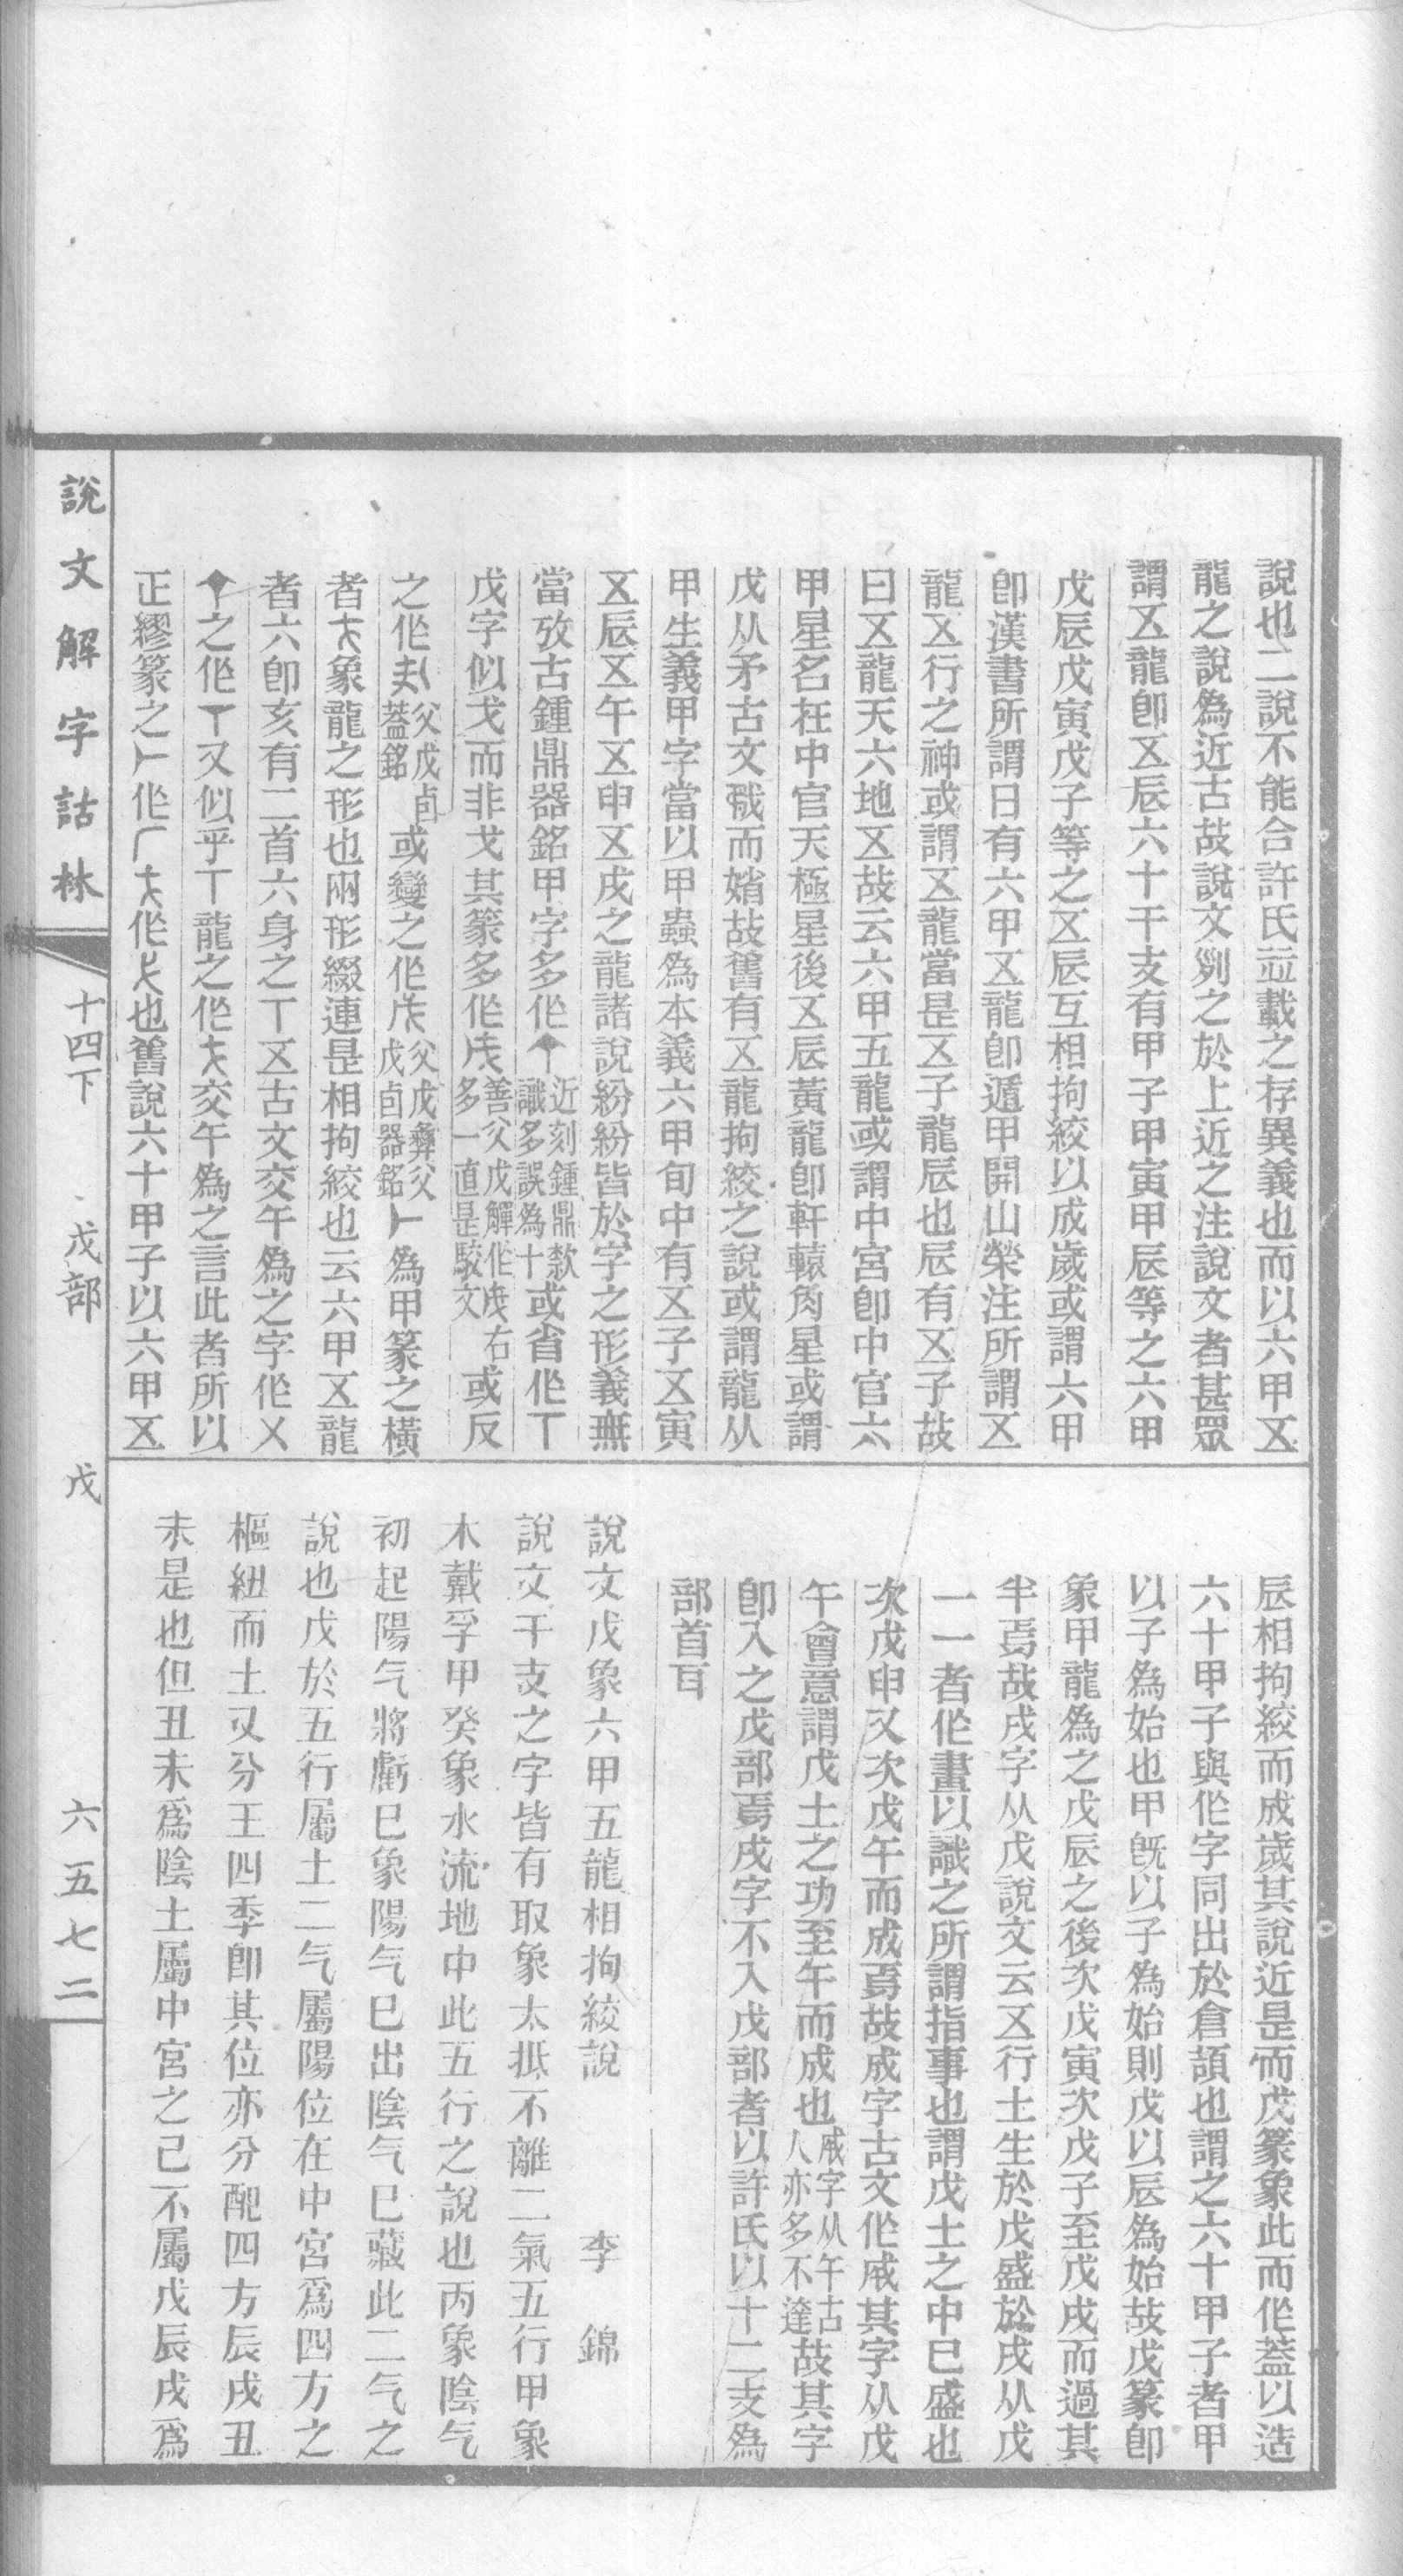 說也二說不能合許氏並載之存異義也而以六甲五
龍之說爲近古故說文列之於上近之注說文者甚眾
謂五龍卽五辰六十干支有甲子甲寅甲辰等之六甲
戊辰戊寅戊子等之五辰互相拘絞以成歲或謂六甲
卽漢書所謂日有六甲五龍卽遁甲開山榮注所謂五
龍五行之神或謂五龍當是五子龍辰也辰有五子故
曰五龍天六地五故云六甲五龍或謂中宮卽中官六
甲星名在中官天極星後五辰黃龍卽軒轅角星或謂
戊从矛古文而媘故舊有五龍拘絞之說或謂龍从
甲生義甲字當以甲蟲爲本義六甲旬中有五子五寅
五辰五午五申五戌之龍諸說紛紛皆於字之形義無
當攷古鍾鼎器銘甲字多作近刻鍾鼎款識多誤爲十或省作丅
戊字似戈而非戈其篆多作善父戊觶作右多一直是駁文或反
之作父戊卣蓋銘或變之作父戊彝父戊卣器銘爲甲篆之橫
者象龍之形也兩形綴連是相拘絞也云六甲五龍
者六卽亥有二首六身之丅五古文交午爲之字作㐅
之作丅又似乎丅龍之作交午爲之言此者所以
正繆篆之作作也舊說六十甲子以六甲五
辰相拘絞而成歲其說近是而戊篆象此而作蓋以造
六十甲子與作字同出於倉頡也謂之六十甲子者甲
以子爲始也甲旣以子爲始則戊以辰爲始故戊篆卽
象甲龍爲之戊辰之後次戊寅次戊子至戊戌而過其
半焉故戌字从戊說文云五行土生於戊盛於戌从戊
一一者作畫以識之所謂指事也謂戊土之中已盛也
次戊申又次戊午而成焉故成字古文作戚其字从戊
午會意謂戊土之功至午而成也戚字从午古人亦多不達故其字
卽入之戊部焉戌字不入戊部者以許氏以十二支爲
部首耳
說文戊象六甲五龍相拘絞說　李　錦
說文干支之字皆有取象太抵不離二氣五行甲象
木戴孚甲癸象水流地中此五行之說也丙象陰气
初起陽气將虧巳象陽气巳出陰气巳藏此二气之
說也戊於五行屬土二气屬陽位在中宮爲四方之
樞紐而土又分王四季卽其位亦分配四方辰戌丑
未是也但丑未爲陰土屬中宮之己不屬戊辰戌爲
說文解字詁林　十四下　戊部　戊　六五七二